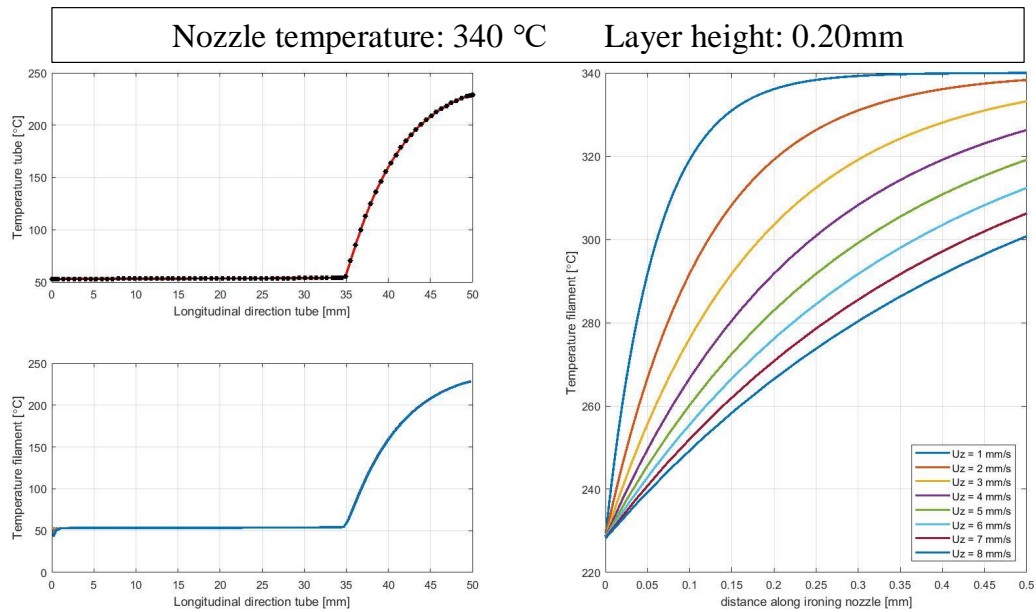 Nozzle temperature: 340 °C Layer height: 0.20mm
250
200
150
100
50
0 5 10 15 20 25 30 35 40 45 50
Temperature tube [°C]
Longitudinal direction tube [mm]
250
200
150
100
50
0
0 5 10 15 20 25 30 35 40 45 50
Temperature filament [°C]
Longitudinal direction tube [mm]
340
320
300
280
260
240
220
0 0.05 0.1 0.15 0.2 0.25 0.3 0.35 0.4 0.45 0.5
Temperature filament [°C]
distance along ironing nozzle [mm]
Uz = 1 mm/s
Uz = 2 mm/s
Uz = 3 mm/s
Uz = 4 mm/s
Uz = 5 mm/s
Uz = 6 mm/s
Uz = 7 mm/s
Uz = 8 mm/s